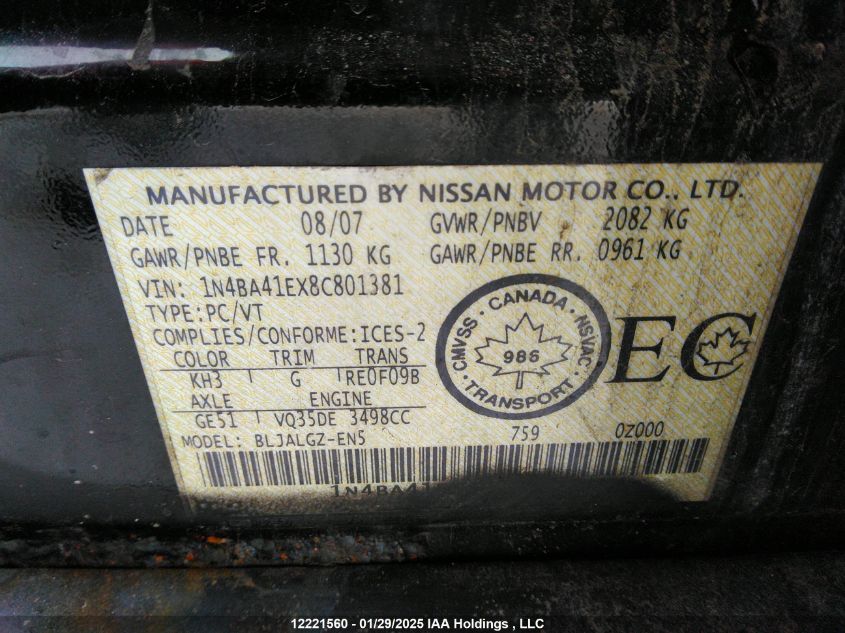 MANUFACTURED BY NISSAN MOTOR CO., LTD.
DATE 08/07 GVWR/PNBV 2082 KG
GAWR/PNBE FR. 1130 KG GAWR/PNBE RR. 0961 KG
VIN: 1N4BA41EX8C801381
TYPE:PC/VT
COMPLIES/CONFORME:ICES-2
COLOR TRIM TRANS
KH3 G RE0F09B
AXLE ENGINE
GE51 VQ35DE 3498CC
MODEL: BLJALGZ-EN5 759 0Z000
CMVSS · CANADA · NSVAC · TRANSPORT ·
986
EC
1N4BA41
12221560 - 01/29/2025 IAA Holdings , LLC